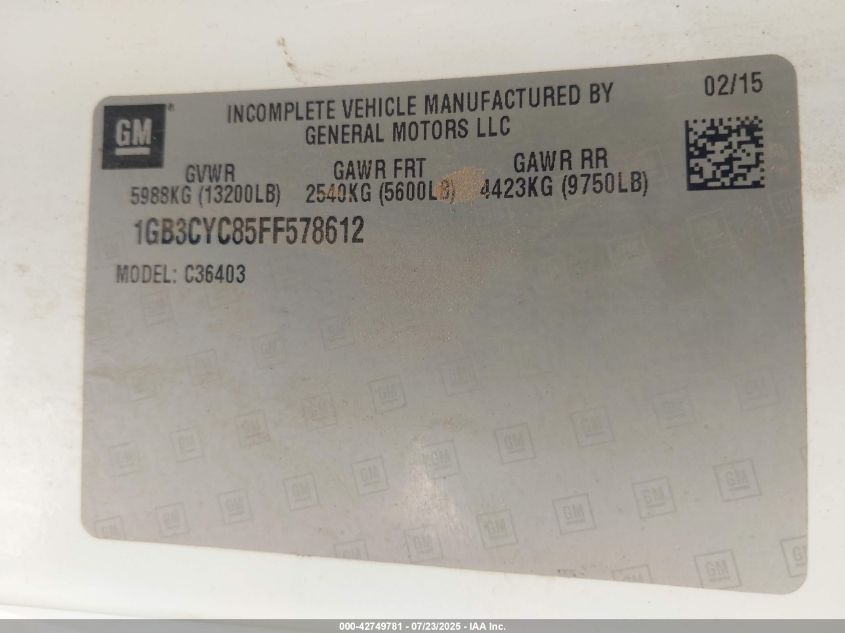 GM
INCOMPLETE VEHICLE MANUFACTURED BY
GENERAL MOTORS LLC
02/15
GVWR GAWR FRT GAWR RR
5988KG (13200LB) 2540KG (5600LB) 4423KG (9750LB)
1GB3CYC85FF578612
MODEL: C36403
000-42749781 - 07/23/2025 - IAA Inc.